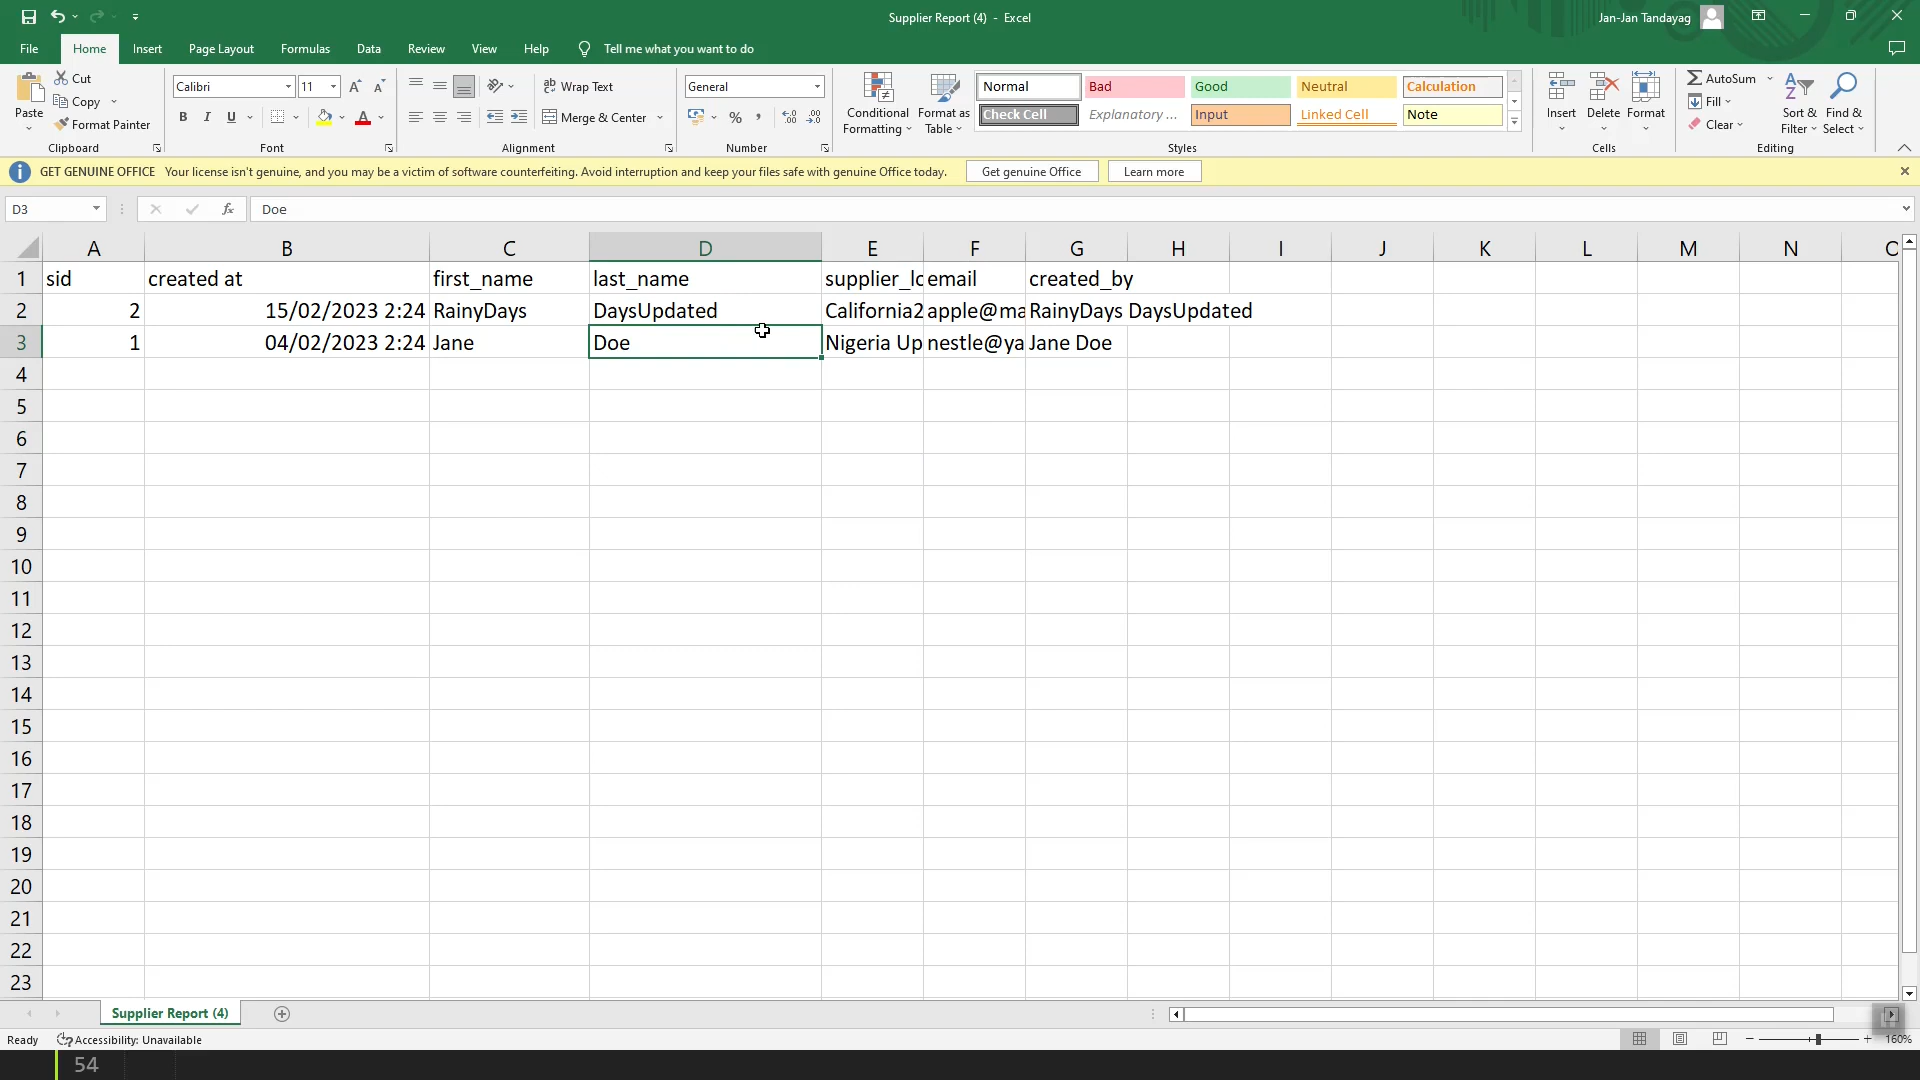 Supplier Report (4) - Excel
Jan-Jan Tandayag
File Home Insert Page Layout Formulas Data Review View Help Tell me what you want to do
Paste
Cut
Copy
Format Painter
Clipboard
Calibri 11
B I U
Font
Wrap Text
Merge & Center
Alignment
General
Number
Conditional Formatting
Format as Table
Normal Bad Good Neutral Calculation
Check Cell Explanatory ... Input Linked Cell Note
Styles
Insert Delete Format
Cells
AutoSum
Fill
Clear
Sort & Filter
Find & Select
Editing
GET GENUINE OFFICE Your license isn't genuine, and you may be a victim of software counterfeiting. Avoid interruption and keep your files safe with genuine Office today. Get genuine Office Learn more
D3 fx Doe
A B C D E F G H I J K L M N
1 sid created at first_name last_name supplier_lo email created_by
2 2 15/02/2023 2:24 RainyDays DaysUpdated California2 apple@ma RainyDays DaysUpdated
3 1 04/02/2023 2:24 Jane Doe Nigeria Up nestle@ya Jane Doe
4
5
6
7
8
9
10
11
12
13
14
15
16
17
18
19
20
21
22
23
Supplier Report (4)
Ready Accessibility: Unavailable 160%
54